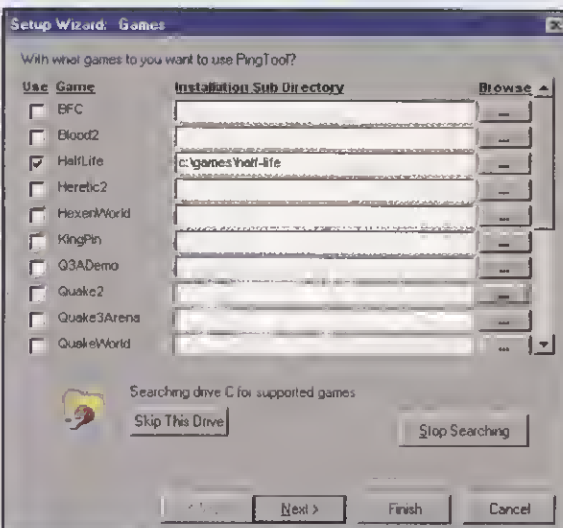 Setup Wizard: Games
With what games to you want to use PingTool?
Use Game Installation Sub Directory Browse
BFC ...
Blood2 ...
HalfLife c:\games\half-life ...
Heretic2 ...
HexenWorld ...
KingPin ...
Q3ADemo ...
Quake2 ...
Quake3Arena ...
QuakeWorld ...
Searching drive C for supported games
Skip This Drive
Stop Searching
Next > Finish Cancel